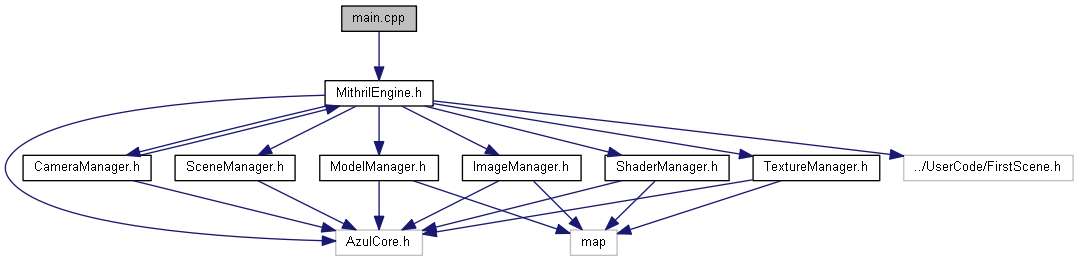 main.cpp
MithrilEngine.h
CameraManager.h
SceneManager.h
ModelManager.h
ImageManager.h
ShaderManager.h
TextureManager.h
../UserCode/FirstScene.h
AzulCore.h
map